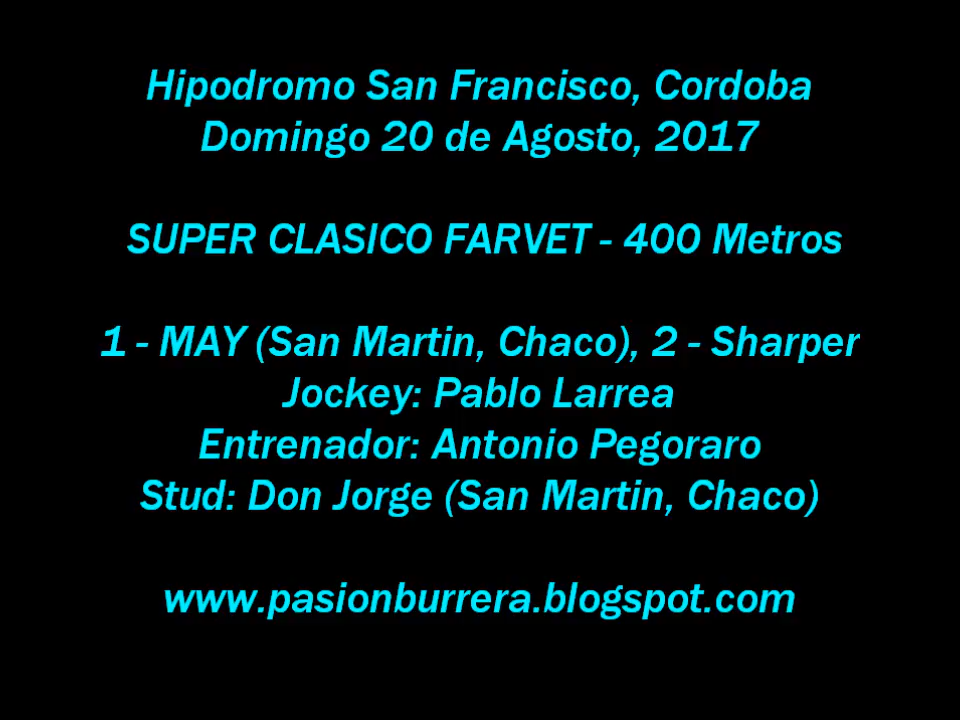 Hipodromo San Francisco, Cordoba
Domingo 20 de Agosto, 2017
SUPER CLASICO FARVET - 400 Metros
1 - MAY (San Martin, Chaco), 2 - Sharper
Jockey: Pablo Larrea
Entrenador: Antonio Pegoraro
Stud: Don Jorge (San Martin, Chaco)
www.pasionburrera.blogspot.com